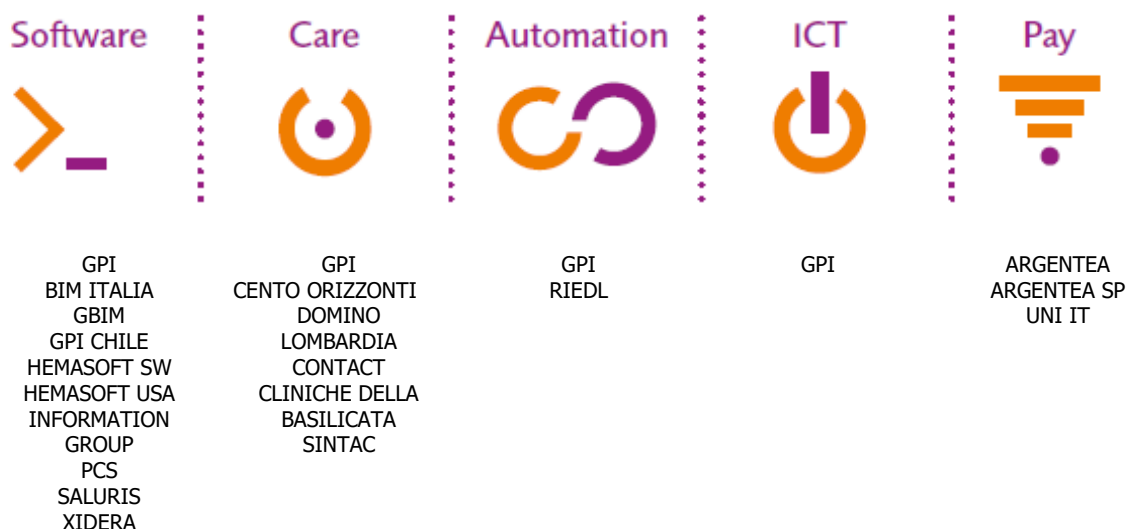 Software
Care
Automation
ICT
Pay
GPI
BIM ITALIA
GBIM
GPI CHILE
HEMASOFT SW
HEMASOFT USA
INFORMATION
GROUP
PCS
SALURIS
XIDERA
GPI
CENTO ORIZZONTI
DOMINO
LOMBARDIA
CONTACT
CLINICHE DELLA
BASILICATA
SINTAC
GPI
RIEDL
GPI
ARGENTEA
ARGENTEA SP
UNI IT